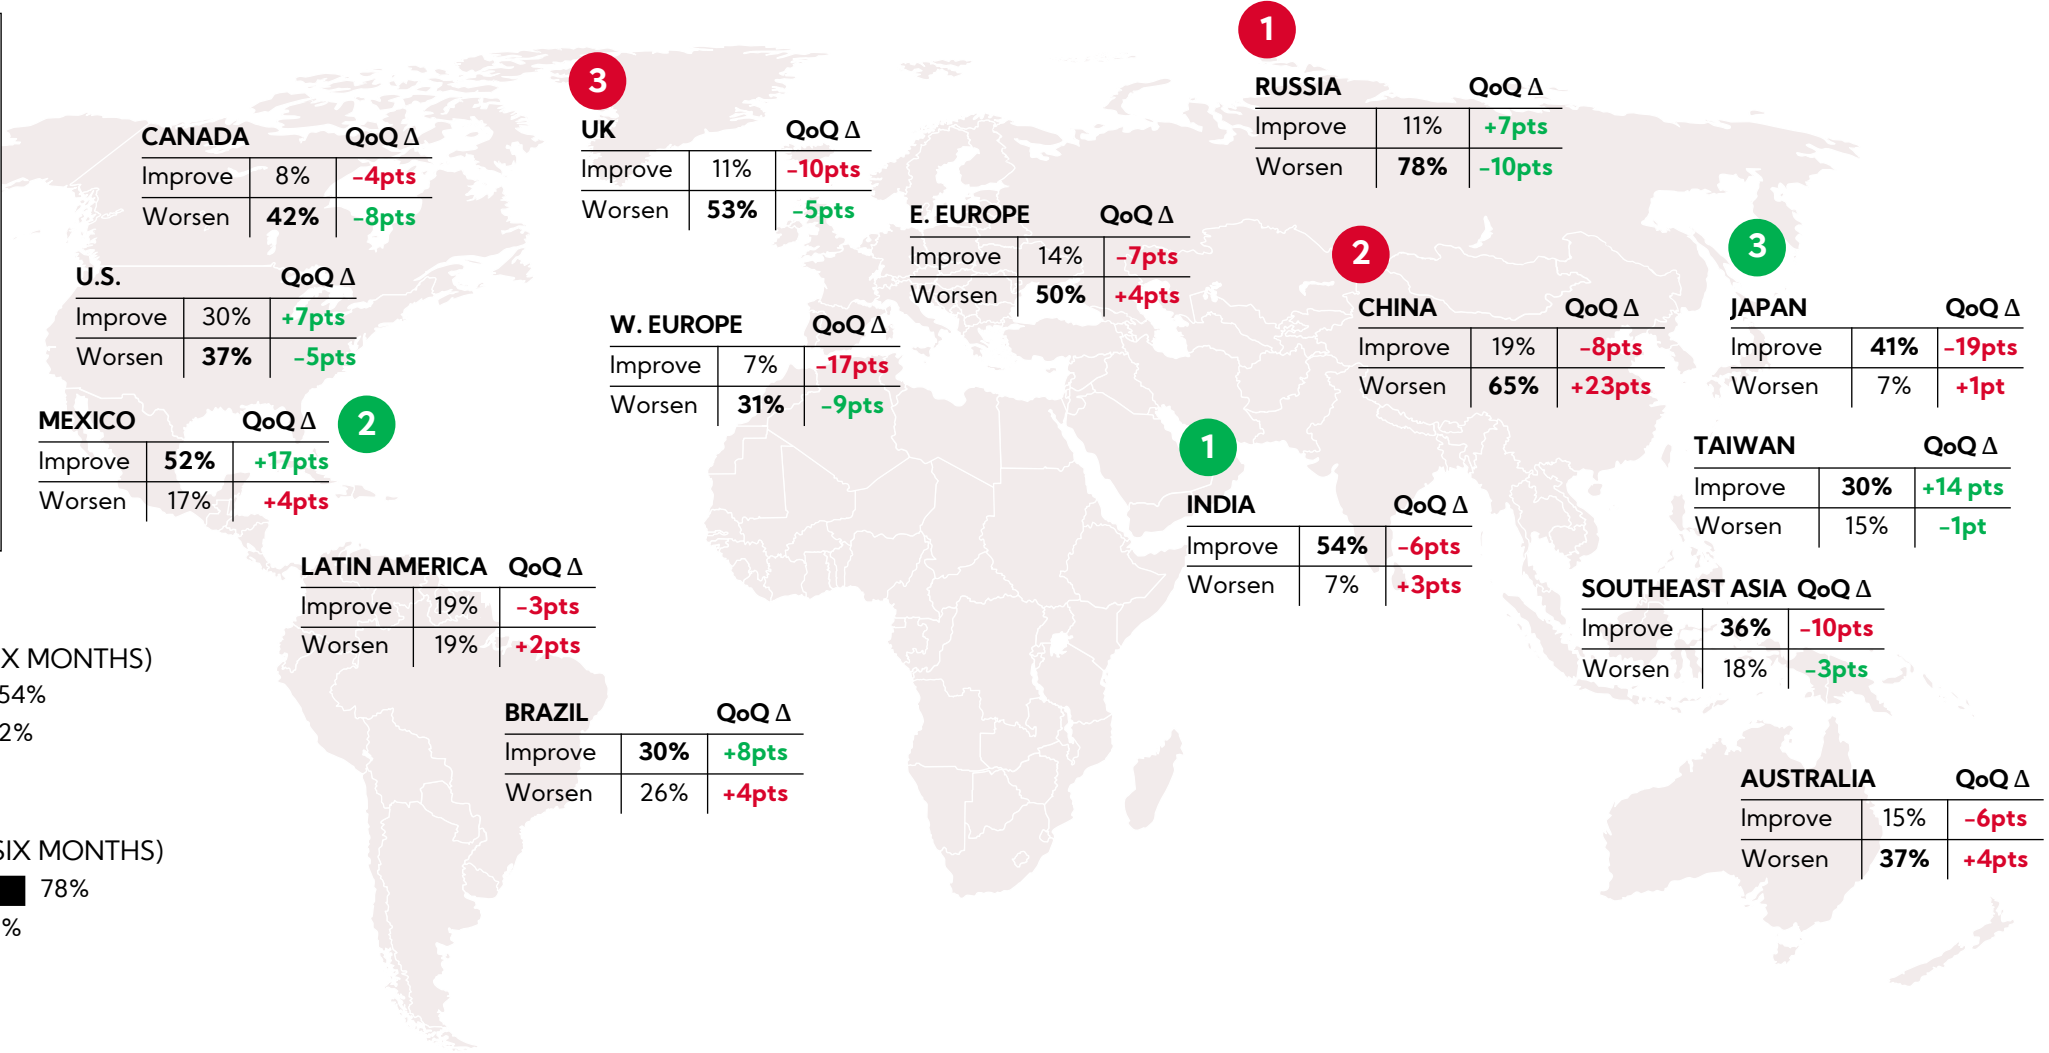 1
RUSSIA QoQ Δ
Improve 11% +7pts
Worsen 78% -10pts
3
UK QoQ Δ
Improve 11% -10pts
Worsen 53% -5pts
CANADA QoQ Δ
Improve 8% -4pts
Worsen 42% -8pts
E. EUROPE QoQ Δ
Improve 14% -7pts
Worsen 50% +4pts
2
CHINA QoQ Δ
Improve 19% -8pts
Worsen 65% +23pts
3
JAPAN QoQ Δ
Improve 41% -19pts
Worsen 7% +1pt
U.S. QoQ Δ
Improve 30% +7pts
Worsen 37% -5pts
W. EUROPE QoQ Δ
Improve 7% -17pts
Worsen 31% -9pts
MEXICO QoQ Δ
2
Improve 52% +17pts
Worsen 17% +4pts
1
INDIA QoQ Δ
Improve 54% -6pts
Worsen 7% +3pts
TAIWAN QoQ Δ
Improve 30% +14 pts
Worsen 15% -1pt
LATIN AMERICA QoQ Δ
Improve 19% -3pts
Worsen 19% +2pts
SOUTHEAST ASIA QoQ Δ
Improve 36% -10pts
Worsen 18% -3pts
IX MONTHS)
54%
2%
BRAZIL QoQ Δ
Improve 30% +8pts
Worsen 26% +4pts
AUSTRALIA QoQ Δ
Improve 15% -6pts
Worsen 37% +4pts
SIX MONTHS)
78%
%